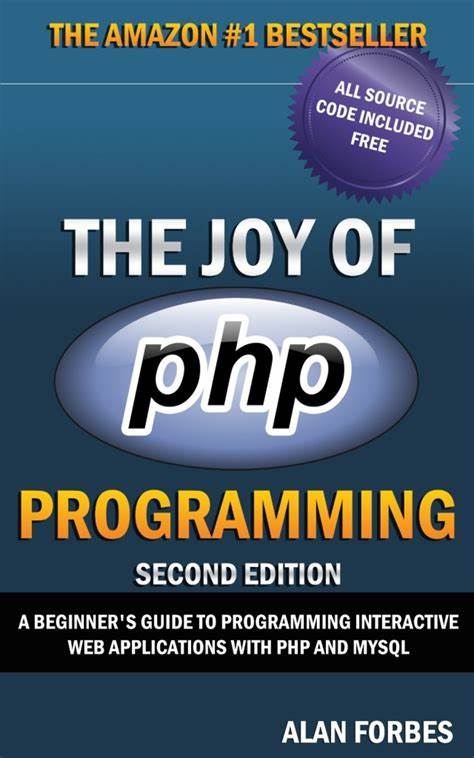 THE AMAZON #1 BESTSELLER
ALL SOURCE
CODE INCLUDED
FREE
THE JOY OF
php
PROGRAMMING
SECOND EDITION
A BEGINNER'S GUIDE TO PROGRAMMING INTERACTIVE
WEB APPLICATIONS WITH PHP AND MYSQL
ALAN FORBES